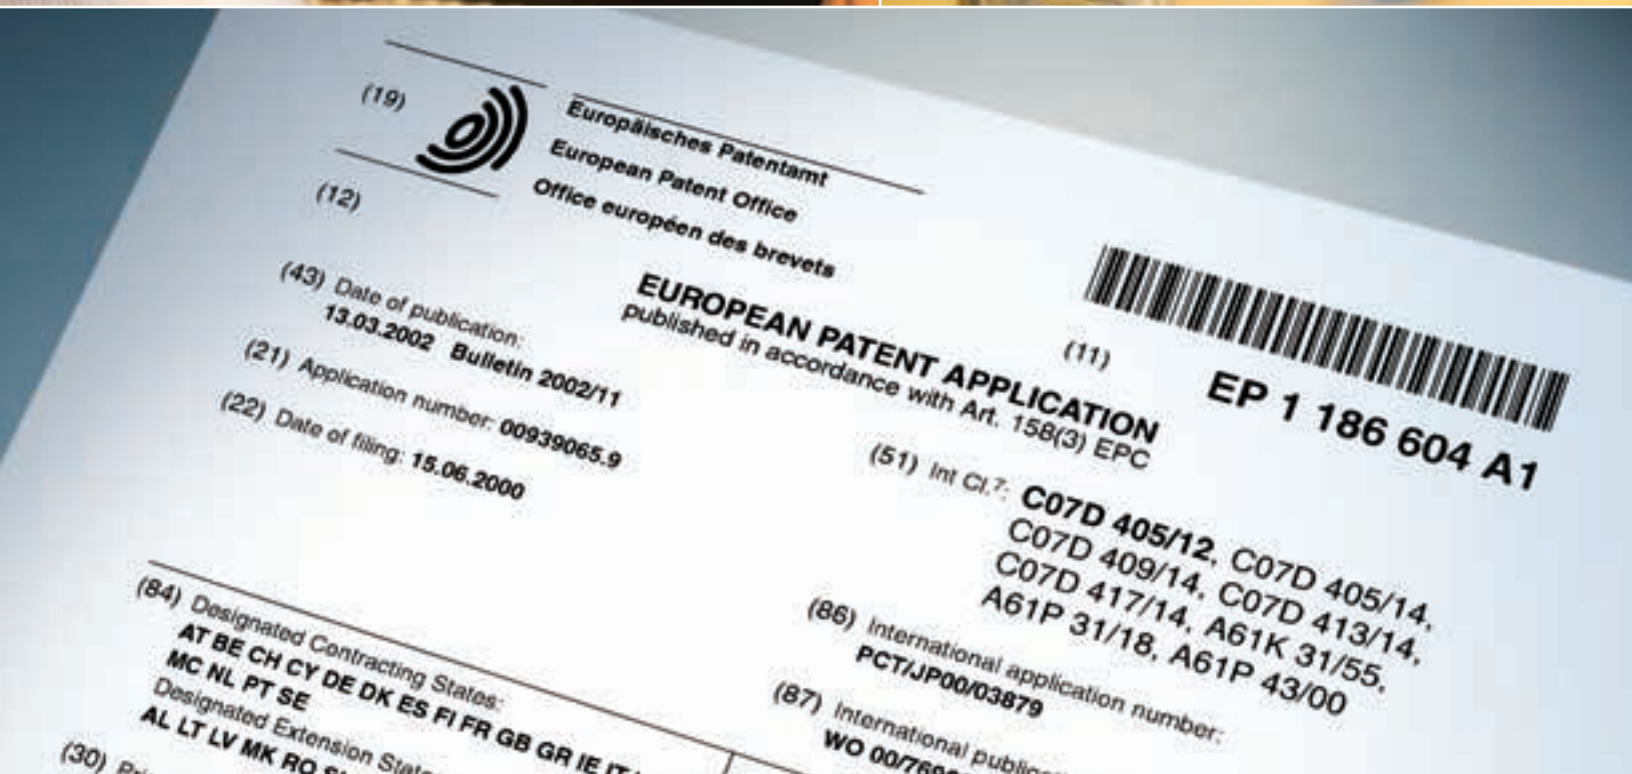 (19)
Europäisches Patentamt
European Patent Office
Office européen des brevets
(12)
EUROPEAN PATENT APPLICATION
published in accordance with Art. 158(3) EPC
(11)
EP 1 186 604 A1
(43) Date of publication:
13.03.2002 Bulletin 2002/11
(21) Application number: 00939065.9
(22) Date of filing: 15.06.2000
(51) Int Cl.7:
C07D 405/12, C07D 405/14,
C07D 409/14, C07D 413/14,
C07D 417/14, A61K 31/55,
A61P 31/18, A61P 43/00
(86) International application number:
PCT/JP00/03879
(87) International
WO
(84) Designated Contracting States:
AT BE CH CY DE DK ES FI FR GB GR IE IT
MC NL PT SE
Designated Extension
AL LT LV MK RO
(30)